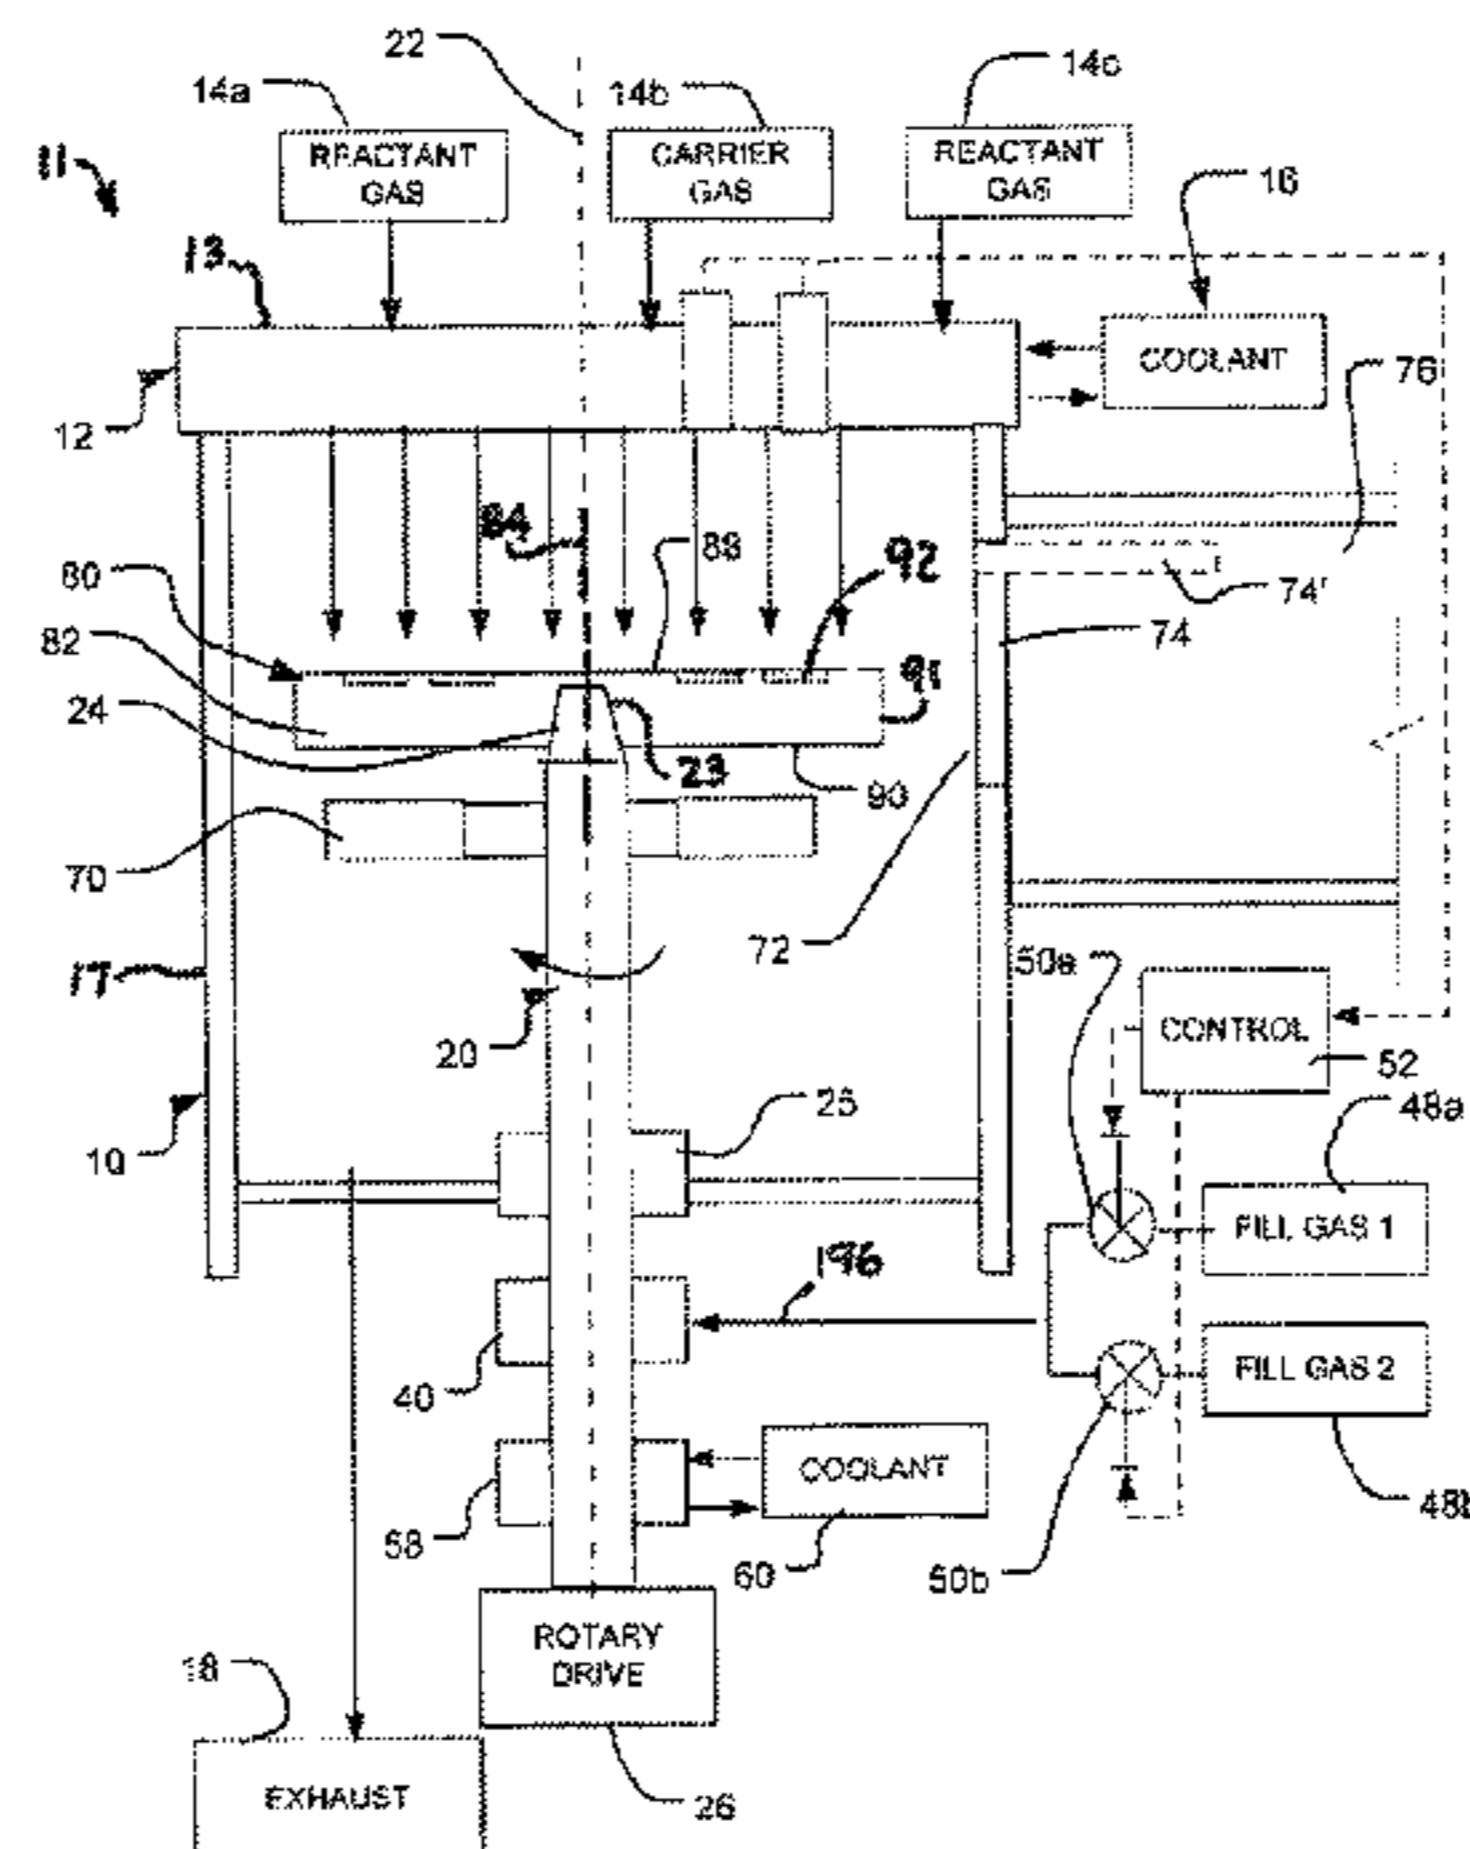 22
14a
14b
14c
11
REACTANT
GAS
CARRIER
GAS
REACTANT
GAS
16
13
COOLANT
76
12
84
88
92
80
74'
82
74
24
91
23
90
70
72
50a
17
CONTROL
20
52
25
48a
10
FILL GAS 1
196
FILL GAS 2
40
COOLANT
58
60
50b
48b
ROTARY
DRIVE
18
EXHAUST
26